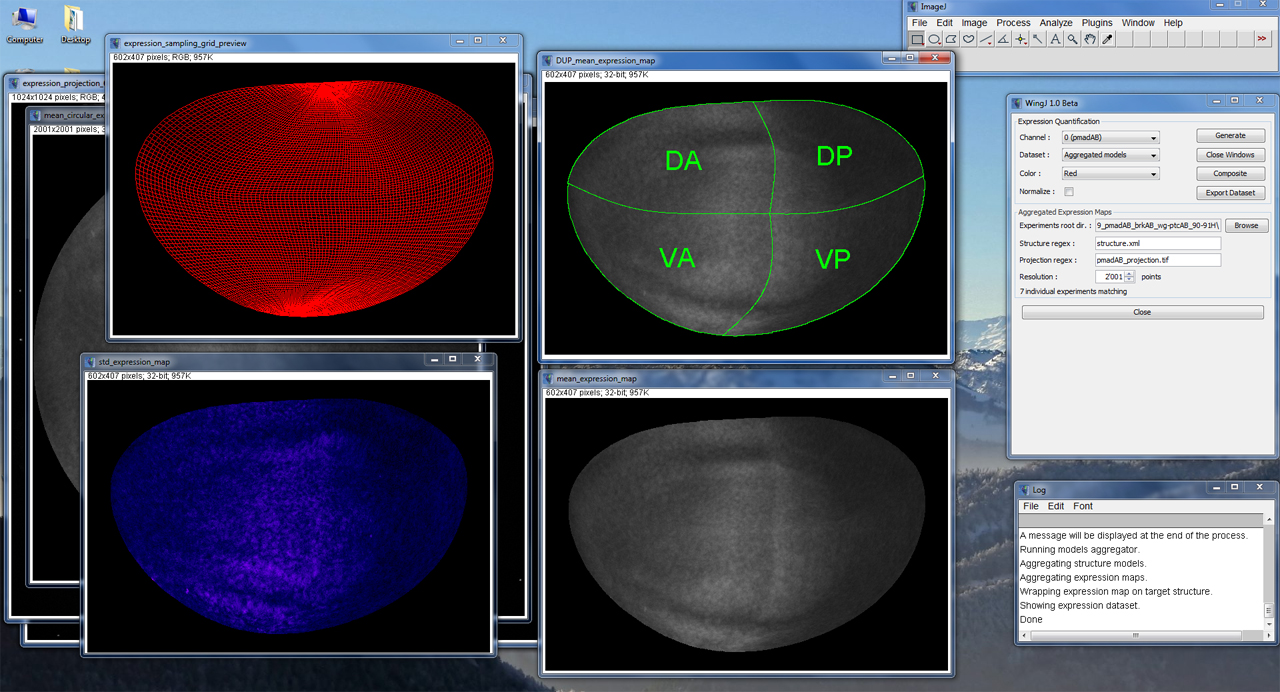 Computer
Desktop
ImageJ
File Edit Image Process Analyze Plugins Window Help
A
>>
expression_sampling_grid_preview
602x407 pixels; RGB; 957K
expression_projection_
1024x1024 pixels; RGB; 4
mean_circular_ex
2001x2001 pixels; 3
DUP_mean_expression_map
602x407 pixels; 32-bit; 957K
DA
DP
VA
VP
std_expression_map
602x407 pixels; 32-bit; 957K
mean_expression_map
602x407 pixels; 32-bit; 957K
WingJ 1.0 Beta
Expression Quantification
Channel : 0 (pmadAB) Generate
Dataset : Aggregated models Close Windows
Color : Red Composite
Normalize : Export Dataset
Aggregated Expression Maps
Experiments root dir. : 9_pmadAB_brkAB_wg-ptcAB_90-91H\ Browse
Structure regex : structure.xml
Projection regex : pmadAB_projection.tif
Resolution : 2'001 points
7 individual experiments matching
Close
Log
File Edit Font
A message will be displayed at the end of the process.
Running models aggregator.
Aggregating structure models.
Aggregating expression maps.
Wrapping expression map on target structure.
Showing expression dataset.
Done